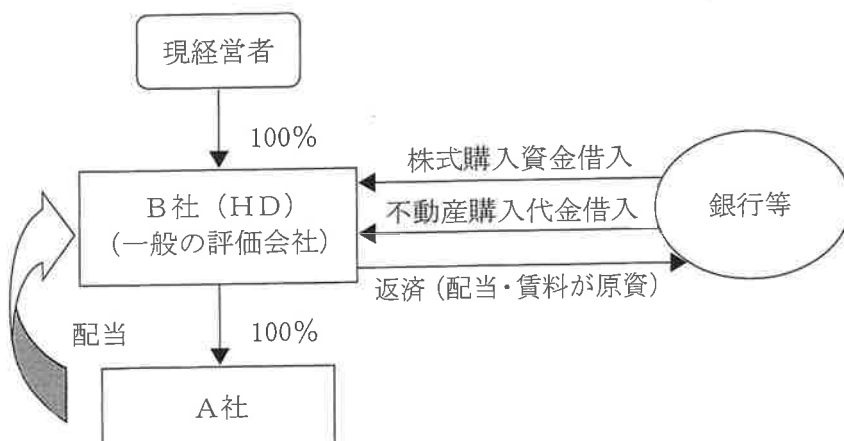 現経営者
100%
株式購入資金借入
B社（HD）
(一般の評価会社)
不動産購入代金借入
銀行等
返済（配当・賃料が原資）
配当
100%
A社